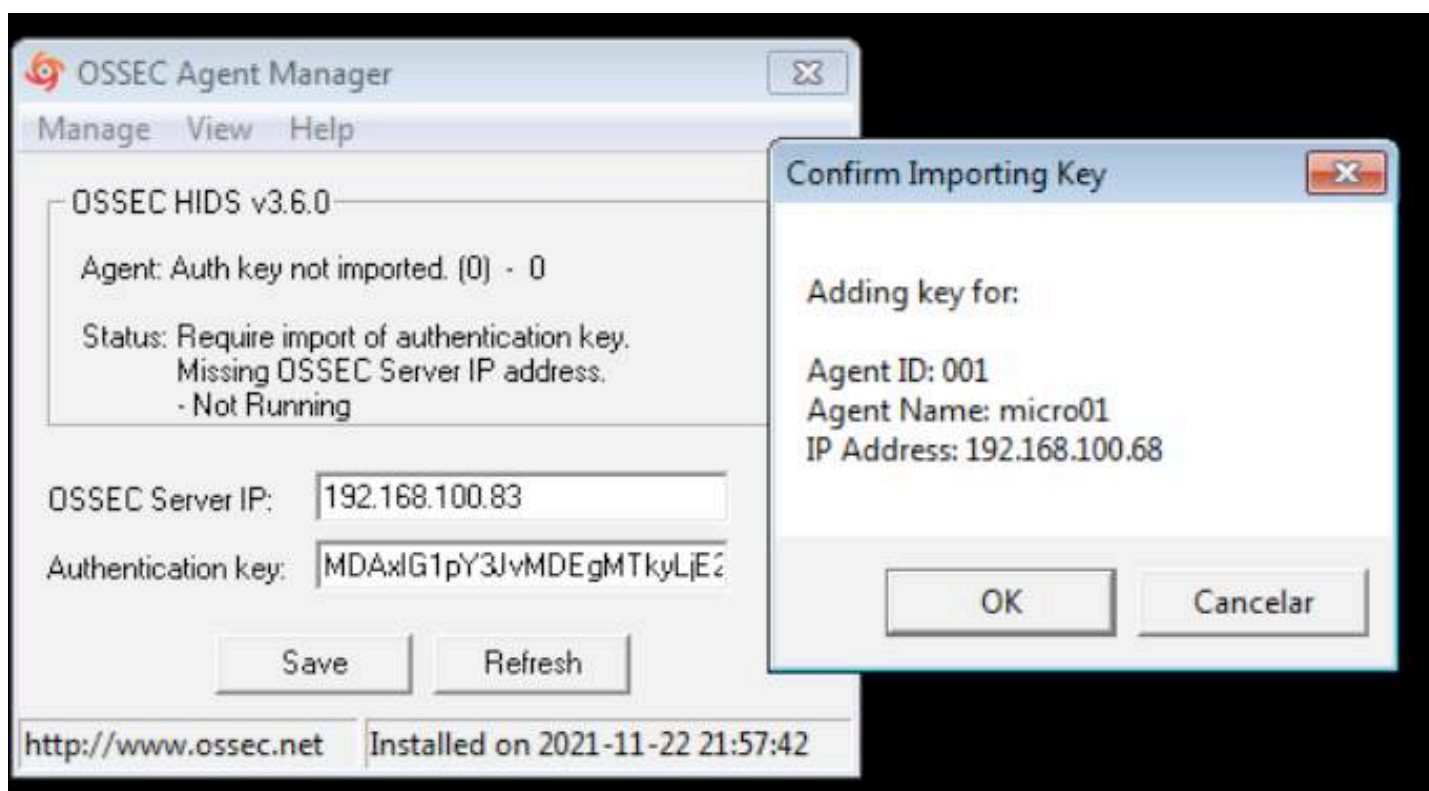 OSSEC Agent Manager
Manage View Help
OSSEC HIDS v3.6.0
Agent: Auth key not imported. (0) - 0
Status: Require import of authentication key.
Missing OSSEC Server IP address.
- Not Running
OSSEC Server IP: 192.168.100.83
Authentication key: MDAxIG1pY3JvMDEgMTkyLjE2
Save Refresh
http://www.ossec.net Installed on 2021-11-22 21:57:42
Confirm Importing Key
Adding key for:
Agent ID: 001
Agent Name: micro01
IP Address: 192.168.100.68
OK Cancelar